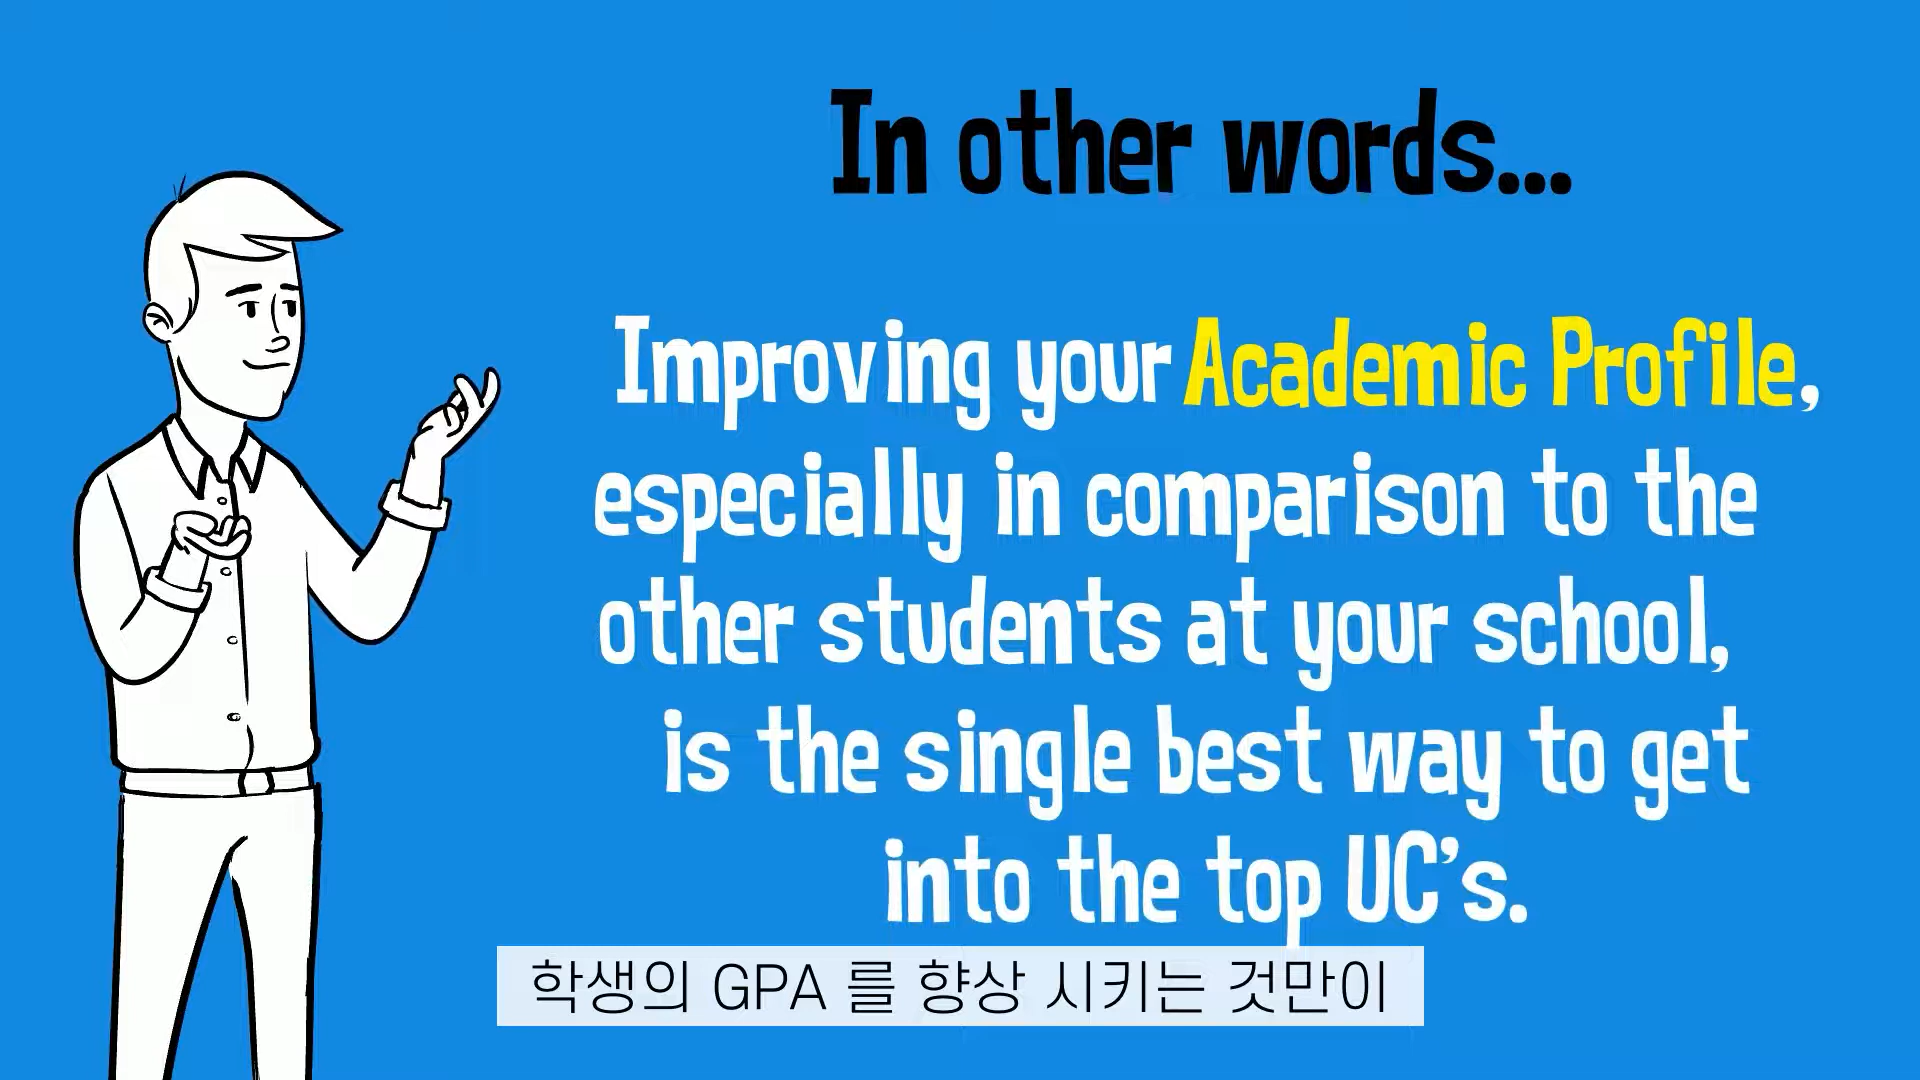 In other words...
Improving your Academic Profile,
especially in comparison to the
other students at your school,
is the single best way to get
into the top UC's.
학생의 GPA 를 향상 시키는 것만이